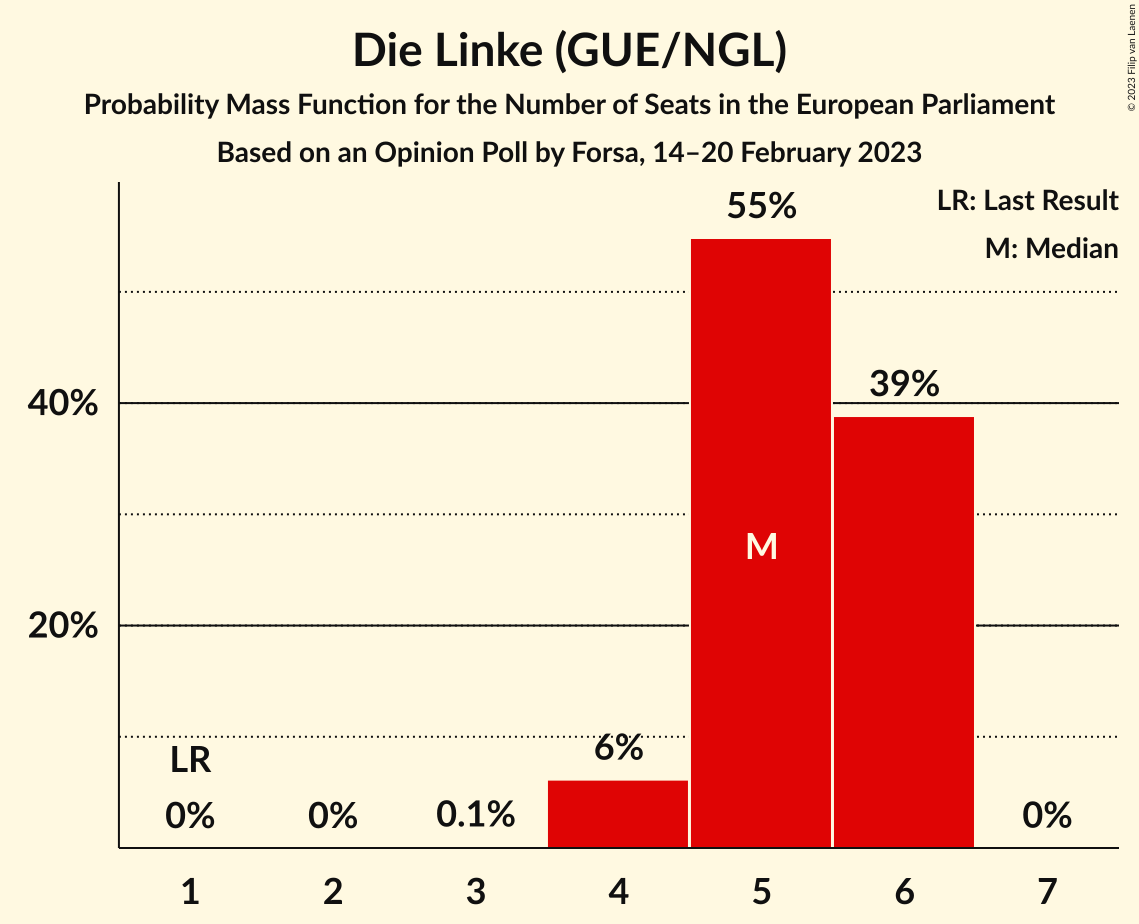 Die Linke (GUE/NGL)
Probability Mass Function for the Number of Seats in the European Parliament
Based on an Opinion Poll by Forsa, 14–20 February 2023
© 2023 Filip van Laenen
LR: Last Result
M: Median
55%
39%
40%
M
20%
6%
LR
0%
0%
0.1%
0%
1
2
3
4
5
6
7